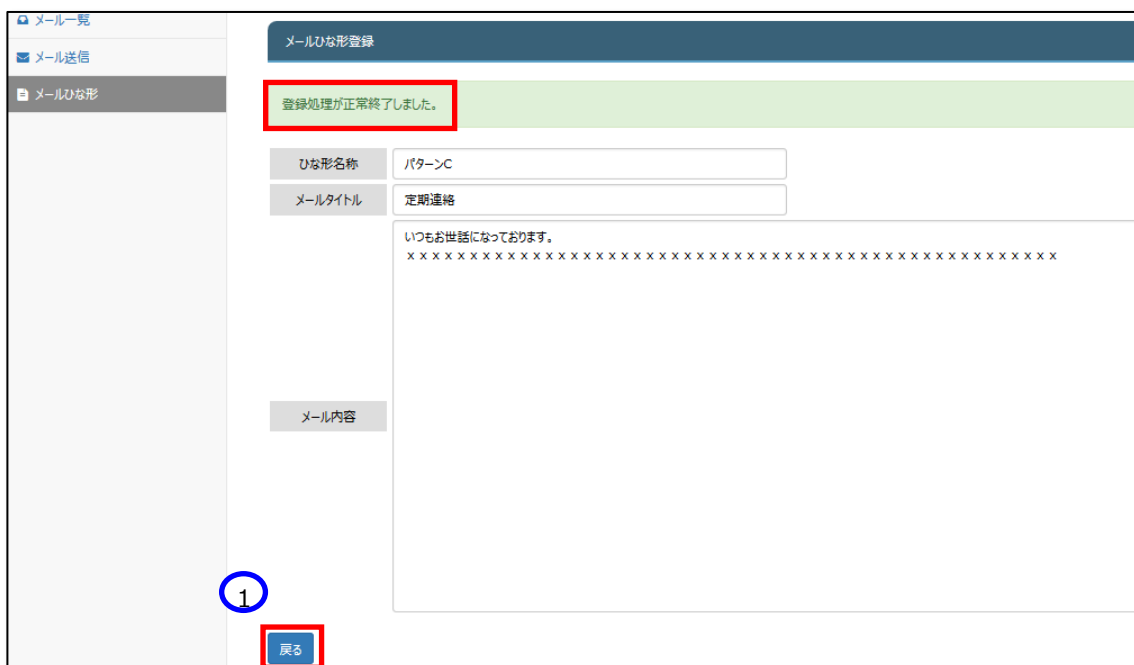 メール一覧
メール送信
メールひな形
メールひな形登録
登録処理が正常終了しました。
ひな形名称
パターンC
メールタイトル
定期連絡
メール内容
いつもお世話になっております。
ｘｘｘｘｘｘｘｘｘｘｘｘｘｘｘｘｘｘｘｘｘｘｘｘｘｘｘｘｘｘｘｘｘｘｘｘｘｘｘｘｘｘｘｘｘｘｘｘｘｘｘｘ
1
戻る